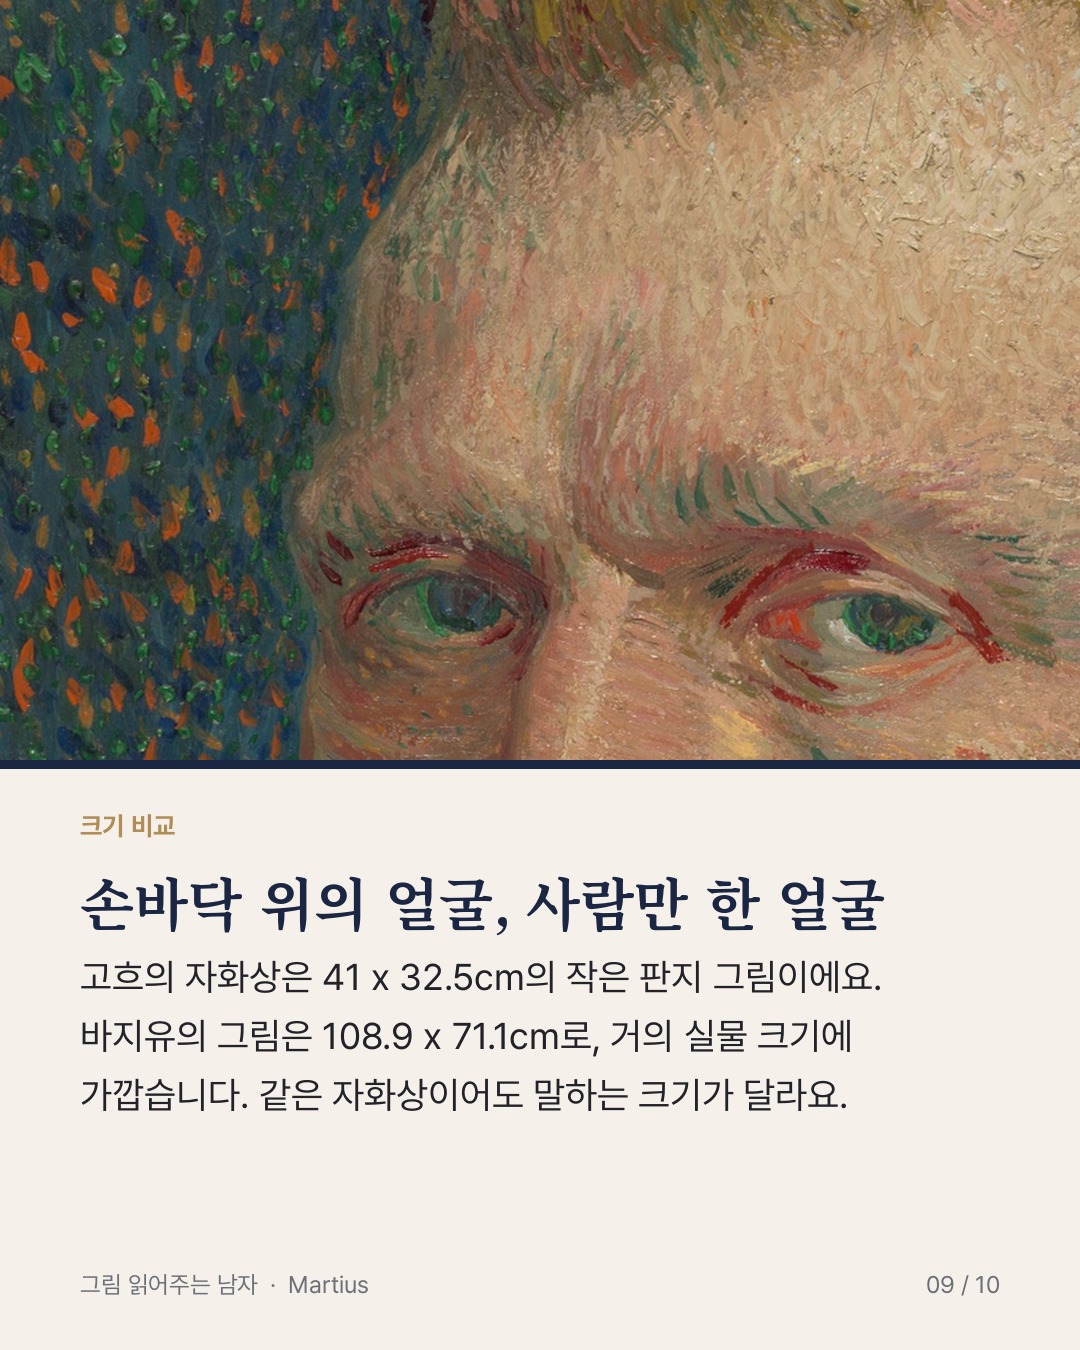 크기 비교
손바닥 위의 얼굴, 사람만 한 얼굴
고흐의 자화상은 41 x 32.5cm의 작은 판지 그림이에요.
바지유의 그림은 108.9 x 71.1cm로, 거의 실물 크기에
가깝습니다. 같은 자화상이어도 말하는 크기가 달라요.
그림 읽어주는 남자 · Martius
09 / 10